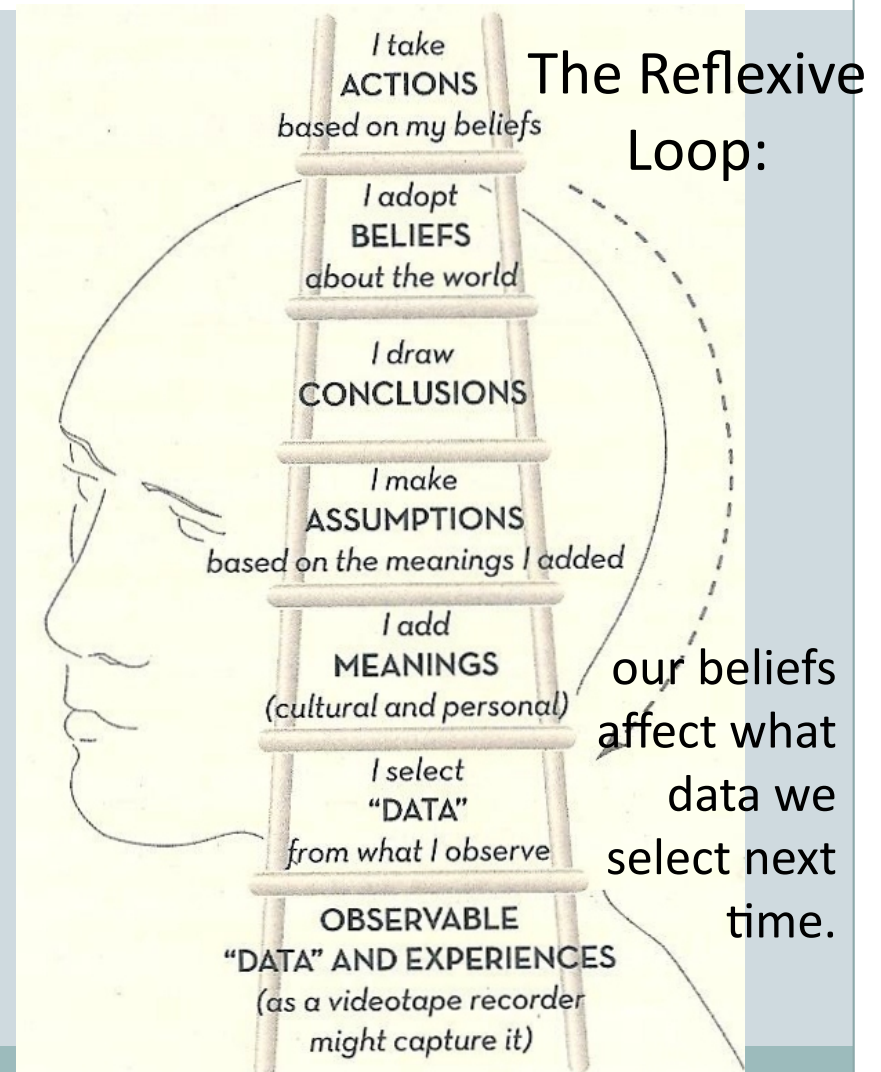 The Reflexive
Loop:
I take
ACTIONS
based on my beliefs
I adopt
BELIEFS
about the world
I draw
CONCLUSIONS
I make
ASSUMPTIONS
based on the meanings I added
I add
MEANINGS
(cultural and personal)
I select
“DATA”
from what I observe
OBSERVABLE
“DATA” AND EXPERIENCES
(as a videotape recorder
might capture it)
our beliefs
affect what
data we
select next
time.